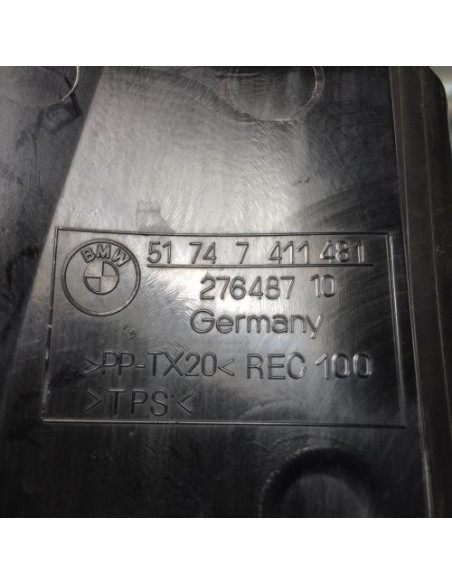 BMW
51 74 7 411 481
276487 10
Germany
>PP-TX20< REC 100
>TPS<